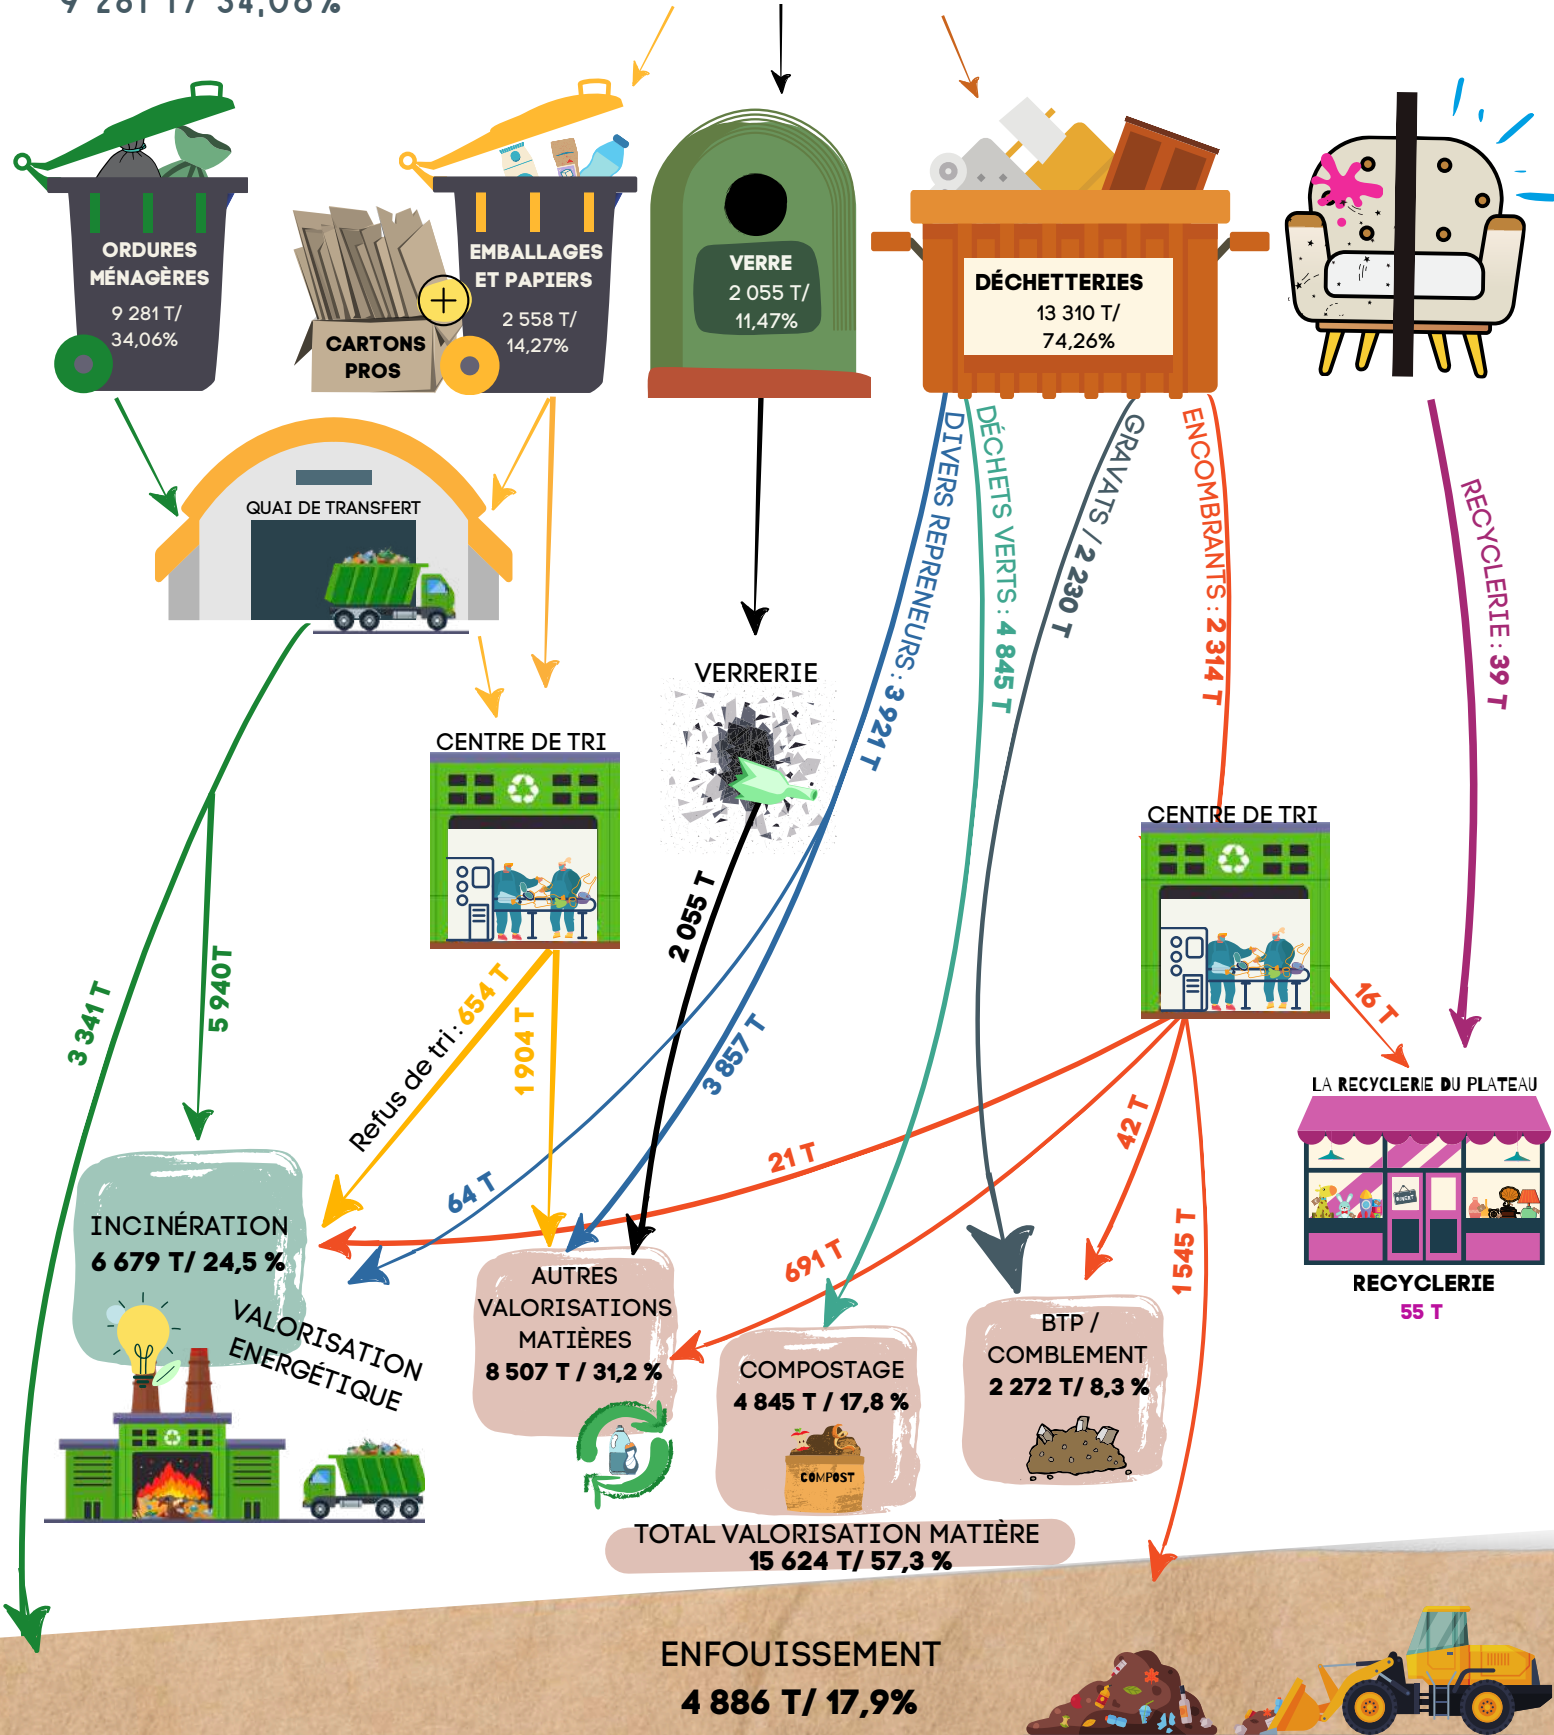 9 281 T/ 34,06%
ORDURES
MÉNAGÈRES
9 281 T/
34,06%
CARTONS
PROS
EMBALLAGES
ET PAPIERS
2 558 T/
14,27%
VERRE
2 055 T/
11,47%
DÉCHETTERIES
13 310 T/
74,26%
QUAI DE TRANSFERT
DIVERS REPRENEURS : 3 921 T
DÉCHETS VERTS : 4 845 T
GRAVATS / 2 230 T
ENCOMBRANTS : 2 314 T
RECYCLERIE : 39 T
VERRERIE
CENTRE DE TRI
CENTRE DE TRI
3 341 T
5 940T
Refus de tri : 654 T
1 904 T
2 055 T
3 857 T
64 T
21 T
691 T
42 T
1 545 T
16 T
LA RECYCLERIE DU PLATEAU
OUVERT
RECYCLERIE
55 T
INCINÉRATION
6 679 T/ 24,5 %
VALORISATION
ENERGÉTIQUE
AUTRES
VALORISATIONS
MATIÈRES
8 507 T / 31,2 %
COMPOSTAGE
4 845 T / 17,8 %
COMPOST
BTP /
COMBLEMENT
2 272 T/ 8,3 %
TOTAL VALORISATION MATIÈRE
15 624 T/ 57,3 %
ENFOUISSEMENT
4 886 T/ 17,9%